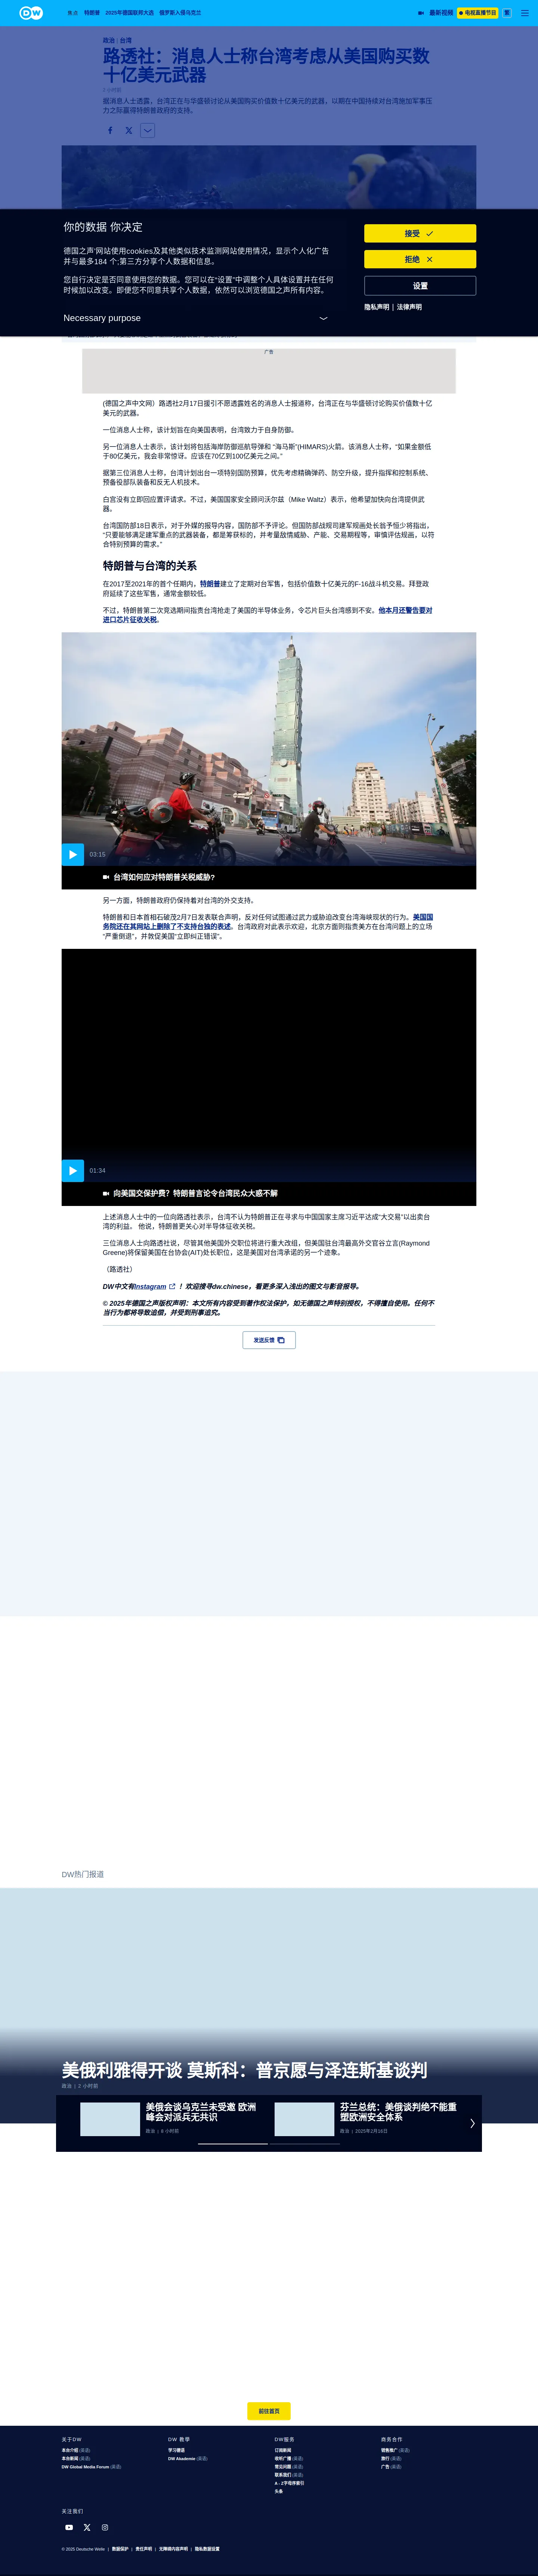 DW
焦点 特朗普 2025年德国联邦大选 俄罗斯入侵乌克兰
最新视频 电视直播节目 繁
政治 | 台湾
路透社：消息人士称台湾考虑从美国购买数
十亿美元武器
7 小时前
据消息人士透露，台湾正在与华盛顿讨论从美国购买价值数十亿美元的武器，以期在中国持续对台湾施加军事压
力之际赢得特朗普政府的支持。
你的数据 你决定
德国之声'网站使用cookies及其他类似技术监测网站使用情况，显示个人化广告
并与最多184 个;第三方分享个人数据和信息。
您自行决定是否同意使用您的数据。您可以在“设置”中调整个人具体设置并在任何
时候加以改变。即便您不同意共享个人数据，依然可以浏览德国之声所有内容。
Necessary purpose
接受
拒绝
设置
隐私声明 | 法律声明
广告
(德国之声中文网）路透社2月17日援引不愿透露姓名的消息人士报道称，台湾正在与华盛顿讨论购买价值数十亿
美元的武器。
一位消息人士称，该计划旨在向美国表明，台湾致力于自身防御。
另一位消息人士表示，该计划将包括海岸防御巡航导弹和 “海马斯”(HIMARS)火箭。该消息人士称，“如果金额低
于80亿美元，我会非常惊讶。应该在70亿到100亿美元之间。”
据第三位消息人士称，台湾计划出台一项特别国防预算，优先考虑精确弹药、防空升级，提升指挥和控制系统、
预备役部队装备和反无人机技术。
白宫没有立即回应置评请求。不过，美国国家安全顾问沃尔兹（Mike Waltz）表示，他希望加快向台湾提供武
器。
台湾国防部18日表示，对于外媒的报导内容，国防部不予评论。但国防部战规司建军规画处长翁予恒少将指出，
“只要能够满足建军重点的武器装备，都是筹获标的，并考量敌情威胁、产能、交易期程等，审慎评估规画，以符
合特别预算的需求。”
特朗普与台湾的关系
在2017至2021年的首个任期内，特朗普建立了定期对台军售，包括价值数十亿美元的F-16战斗机交易。拜登政
府延续了这些军售，通常金额较低。
不过，特朗普第二次竞选期间指责台湾抢走了美国的半导体业务，令芯片巨头台湾感到不安。他本月还警告要对
进口芯片征收关税。
03:15
台湾如何应对特朗普关税威胁?
另一方面，特朗普政府仍保持着对台湾的外交支持。
特朗普和日本首相石破茂2月7日发表联合声明，反对任何试图通过武力或胁迫改变台湾海峡现状的行为。美国国
务院还在其网站上删除了不支持台独的表述。台湾政府对此表示欢迎，北京方面则指责美方在台湾问题上的立场
“严重倒退”，并敦促美国“立即纠正错误”。
01:34
向美国交保护费？特朗普言论令台湾民众大感不解
上述消息人士中的一位向路透社表示，台湾不认为特朗普正在寻求与中国国家主席习近平达成“大交易”以出卖台
湾的利益。 他说，特朗普更关心对半导体征收关税。
三位消息人士向路透社说，尽管其他美国外交职位将进行重大改组，但美国驻台湾最高外交官谷立言(Raymond
Greene)将保留美国在台协会(AIT)处长职位，这是美国对台湾承诺的另一个迹象。
（路透社）
DW中文有Instagram ！欢迎搜寻dw.chinese，看更多深入浅出的图文与影音报导。
© 2025年德国之声版权声明：本文所有内容受到著作权法保护，如无德国之声特别授权，不得擅自使用。任何不
当行为都将导致追偿，并受到刑事追究。
发送反馈
DW热门报道
美俄利雅得开谈 莫斯科：普京愿与泽连斯基谈判
政治 | 2 小时前
美俄会谈乌克兰未受邀 欧洲
峰会对派兵无共识
政治 | 8 小时前
芬兰总统：美俄谈判绝不能重
塑欧洲安全体系
政治 | 2025年2月16日
前往首页
关于DW
本台介绍 (英语)
本台新闻 (英语)
DW Global Media Forum (英语)
DW 教学
学习德语
DW Akademie (英语)
DW服务
订阅新闻
收听广播 (英语)
常见问题 (英语)
联系我们 (英语)
A - Z字母序索引
头条
商务合作
销售推广 (英语)
旅行 (英语)
广告 (英语)
关注我们
© 2025 Deutsche Welle | 数据保护 | 责任声明 | 无障碍内容声明 | 隐私数据设置